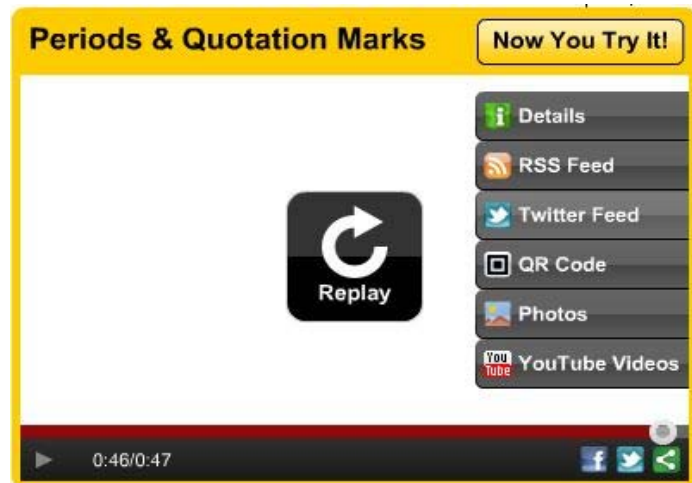 Periods & Quotation Marks
Now You Try It!
Details
RSS Feed
Twitter Feed
QR Code
Replay
Photos
You Tube YouTube Videos
0:46/0:47